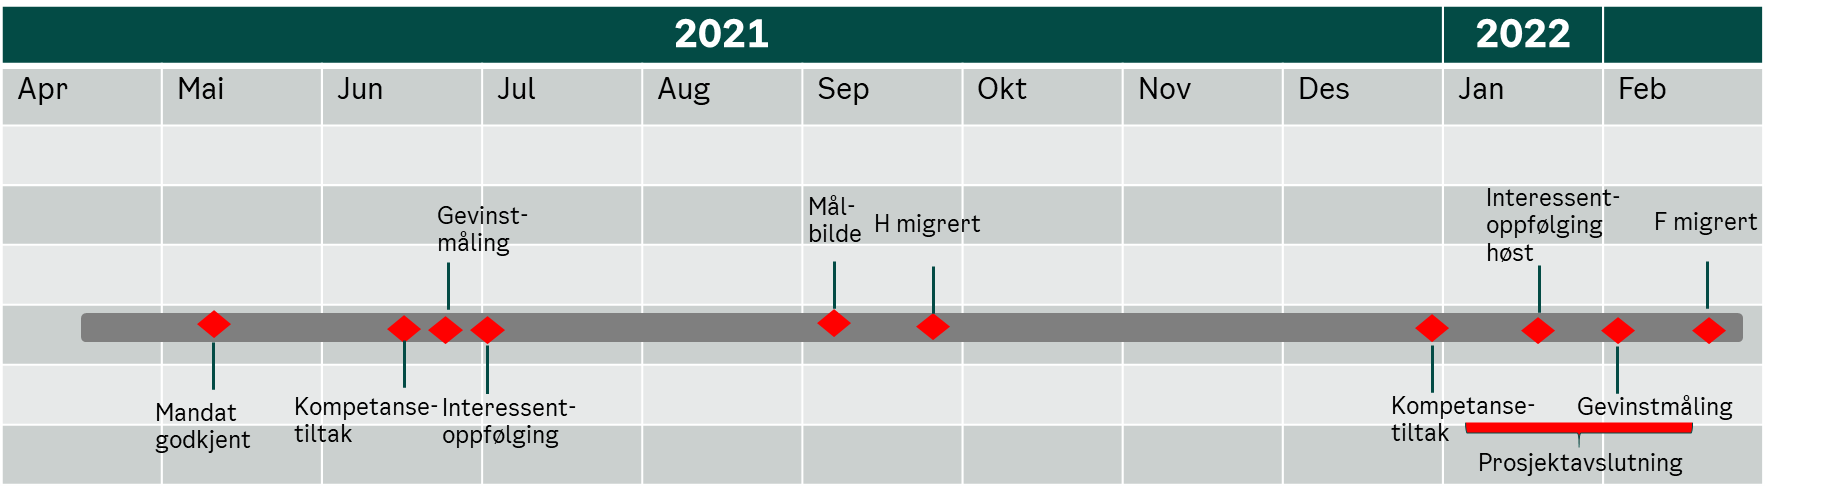 2021
2022
Apr
Mai
Jun
Jul
Aug
Sep
Okt
Nov
Des
Jan
Feb
Gevinst-
måling
Mål-
bilde
H migrert
Interessent-
oppfølging
høst
F migrert
Mandat
godkjent
Kompetanse-
tiltak
Interessent-
oppfølging
Kompetanse-
tiltak
Gevinstmåling
Prosjektavslutning